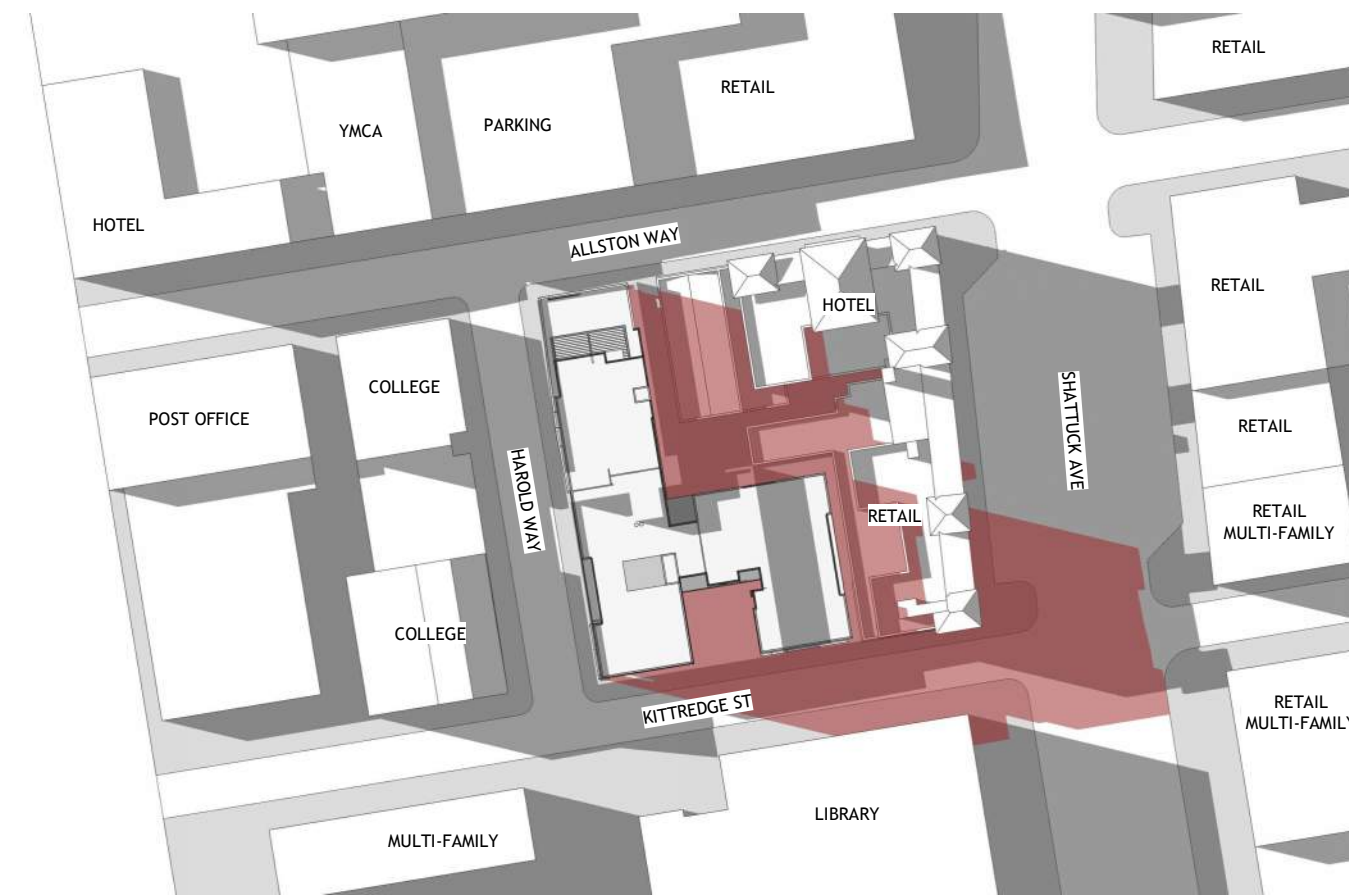 RETAIL
RETAIL
YMCA
PARKING
HOTEL
ALLSTON WAY
RETAIL
HOTEL
SHATTUCK AVE
COLLEGE
POST OFFICE
RETAIL
HAROLD WAY
RETAIL
RETAIL
MULTI-FAMILY
COLLEGE
KITTREDGE ST
RETAIL
MULTI-FAMILY
LIBRARY
MULTI-FAMILY